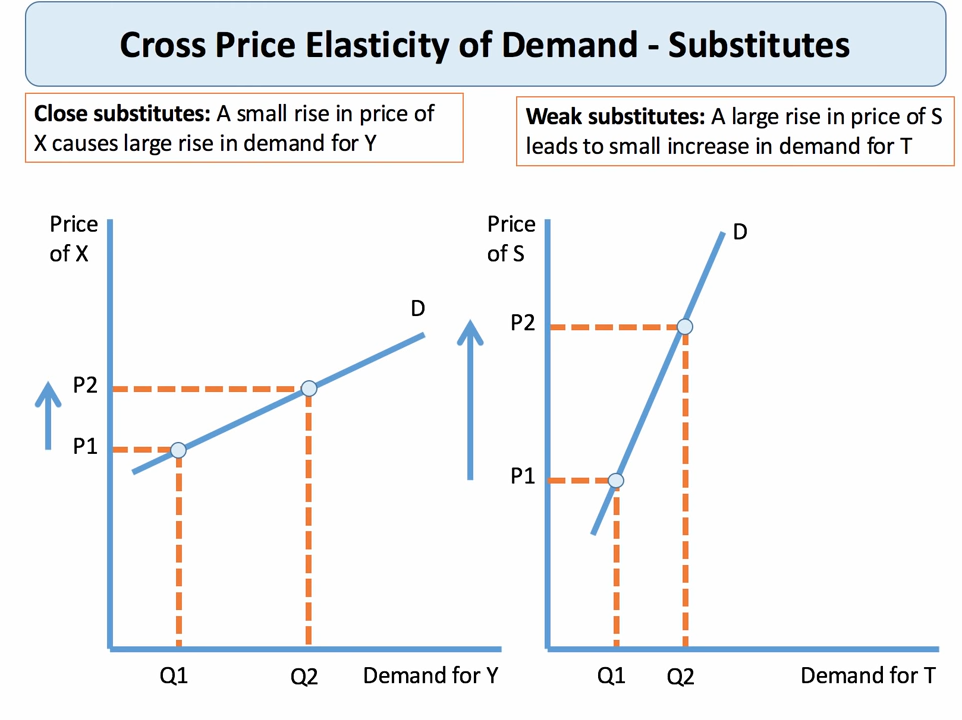 Cross Price Elasticity of Demand - Substitutes
Close substitutes: A small rise in price of
X causes large rise in demand for Y
Weak substitutes: A large rise in price of S
leads to small increase in demand for T
Price
of X
D
P2
P1
Q1
Q2
Demand for Y
Price
of S
D
P2
P1
Q1
Q2
Demand for T